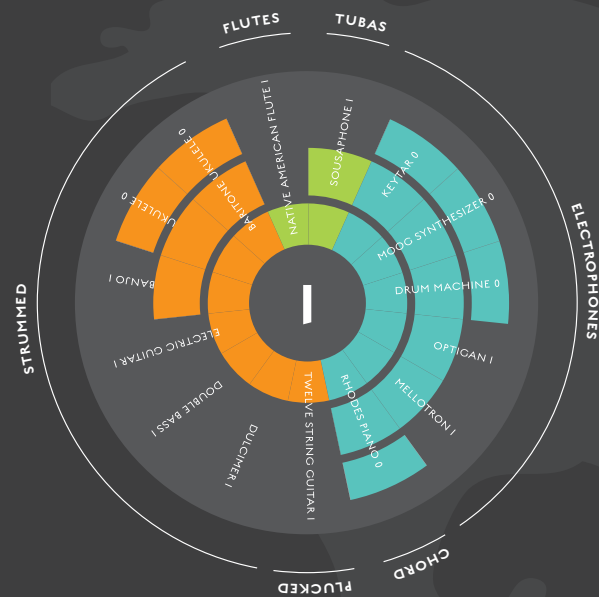 FLUTES
TUBAS
ELECTROPHONES
CHORD
PLUCKED
STRUMMED
NATIVE AMERICAN FLUTE I
SOUSAPHONE I
KEYTAR 0
MOOG SYNTHESIZER 0
DRUM MACHINE 0
OPTIGAN I
MELLOTRON I
RHODES PIANO 0
TWELVE STRING GUITAR I
DULCIMER I
DOUBLE BASS I
ELECTRIC GUITAR I
BANJO I
UKULELE 0
BARITONE UKULELE 0
I